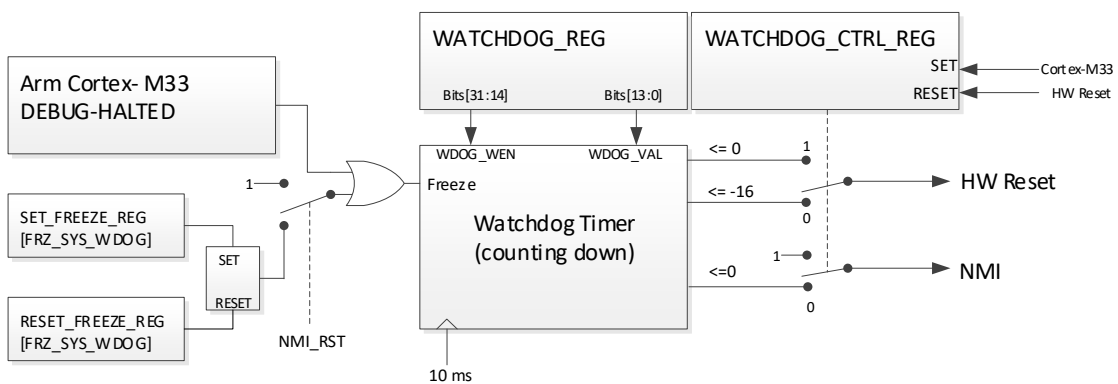 Arm Cortex- M33
DEBUG-HALTED
WATCHDOG_REG
Bits[31:14]
Bits[13:0]
WATCHDOG_CTRL_REG
SET
RESET
Cortex-M33
HW Reset
1
SET_FREEZE_REG
[FRZ_SYS_WDOG]
SET
RESET
RESET_FREEZE_REG
[FRZ_SYS_WDOG]
NMI_RST
WDOG_WEN
WDOG_VAL
Freeze
Watchdog Timer
(counting down)
10 ms
<= 0
1
<= -16
0
HW Reset
1
<=0
0
NMI